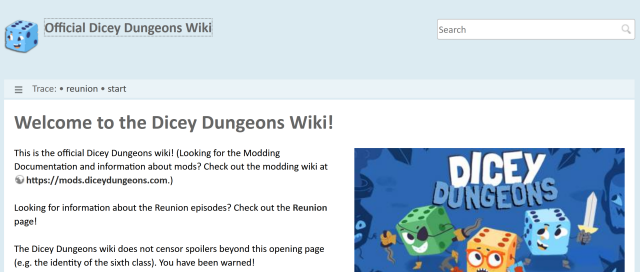 Official Dicey Dungeons Wiki
Search
Trace: • reunion • start
Welcome to the Dicey Dungeons Wiki!
This is the official Dicey Dungeons wiki! (Looking for the Modding
Documentation and information about mods? Check out the modding wiki at
https://mods.diceydungeons.com.)
Looking for information about the Reunion episodes? Check out the Reunion
page!
The Dicey Dungeons wiki does not censor spoilers beyond this opening page
(e.g. the identity of the sixth class). You have been warned!
DICEY
DUNGEONS